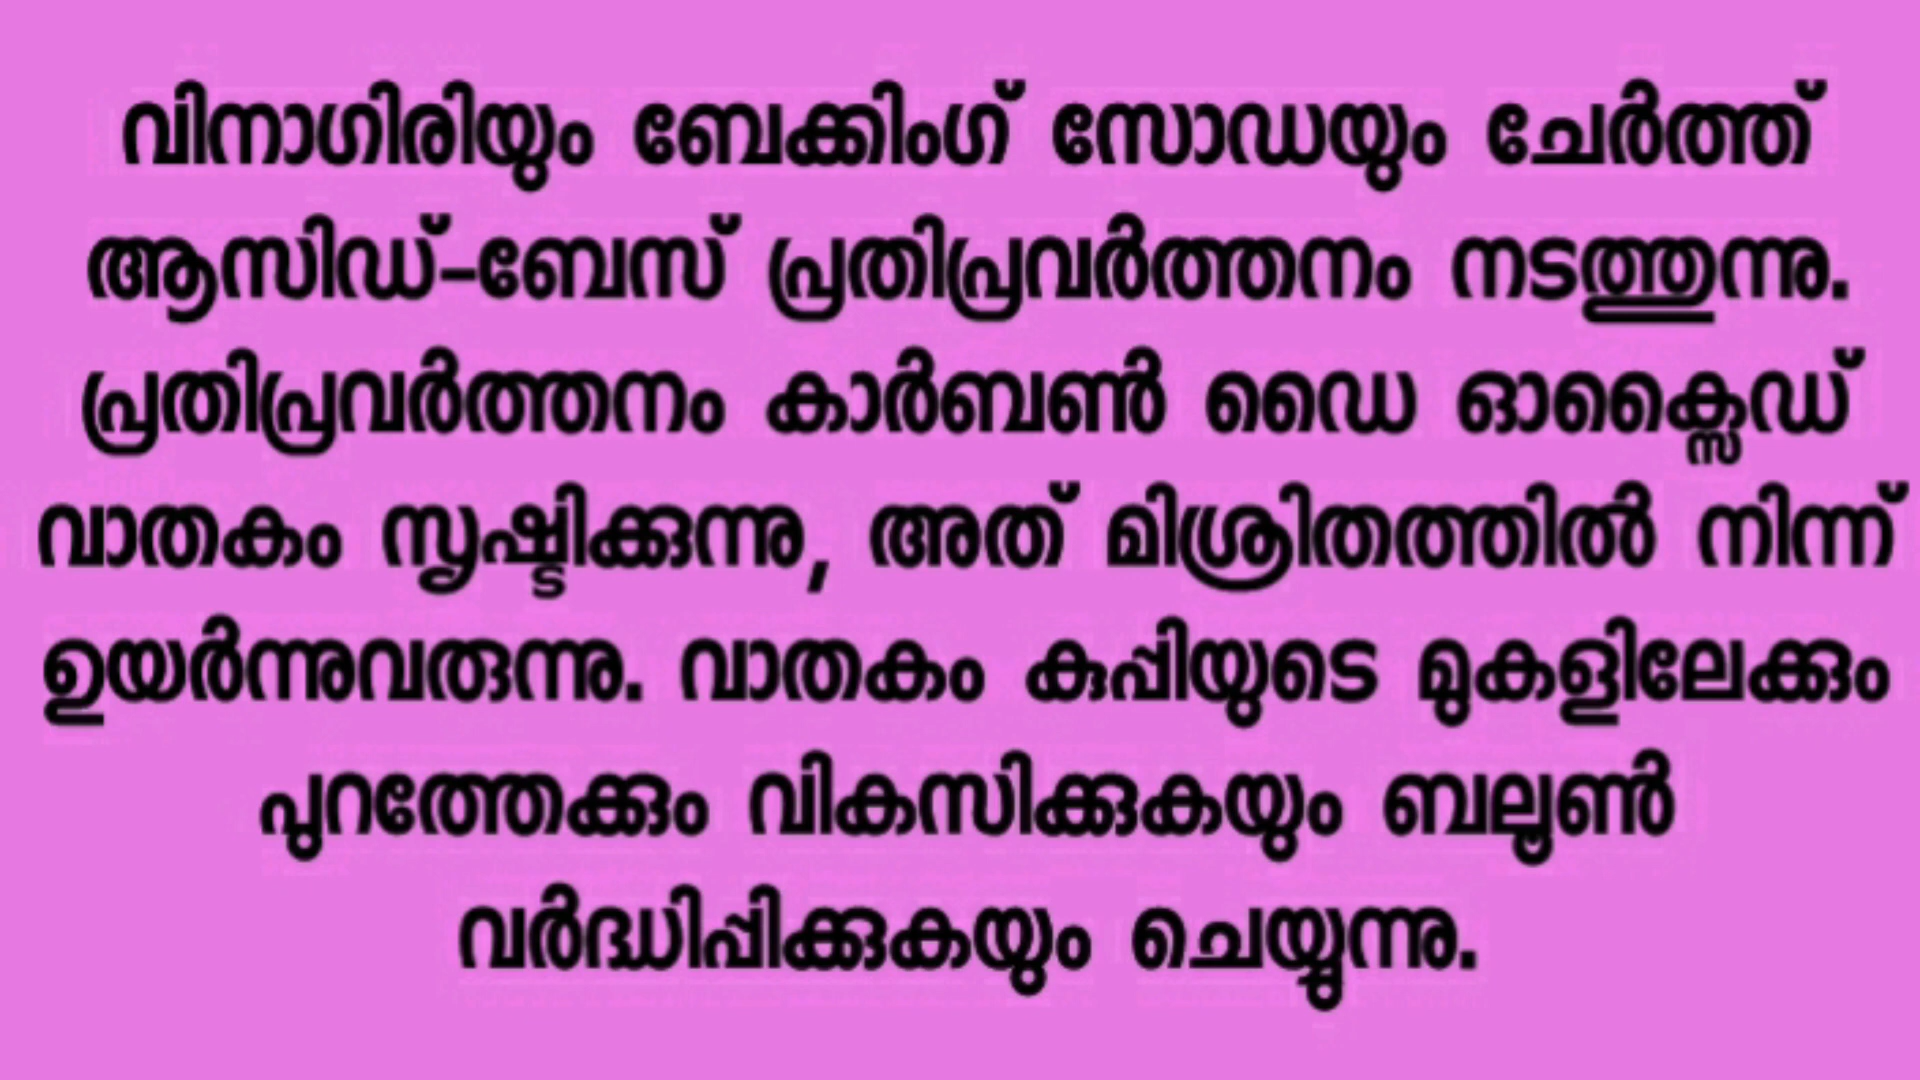 വിനാഗിരിയും ബേക്കിംഗ് സോഡയും ചേർത്ത്
ആസിഡ്-ബേസ് പ്രതിപ്രവർത്തനം നടത്തുന്നു.
പ്രതിപ്രവർത്തനം കാർബൺ ഡൈ ഓക്സൈഡ്
വാതകം സൃഷ്ടിക്കുന്നു, അത് മിശ്രിതത്തിൽ നിന്ന്
ഉയർന്നുവരുന്നു. വാതകം കുപ്പിയുടെ മുകളിലേക്കും
പുറത്തേക്കും വികസിക്കുകയും ബലൂൺ
വർദ്ധിപ്പിക്കുകയും ചെയ്യുന്നു.